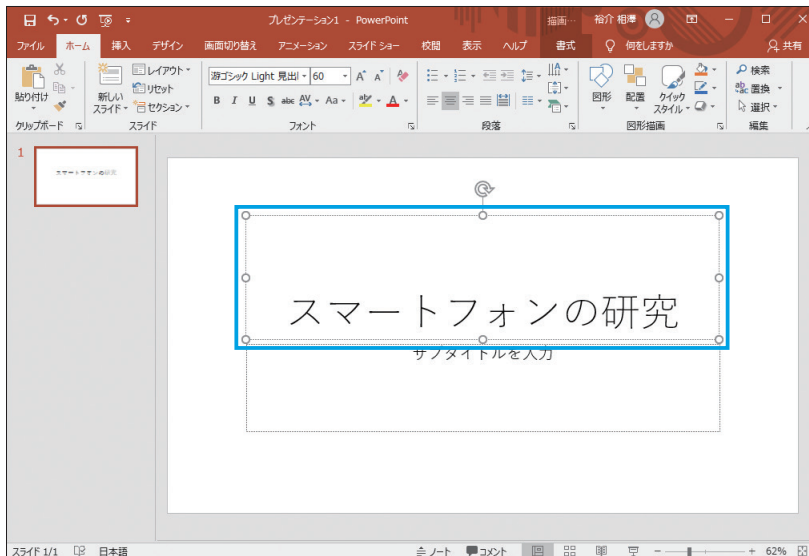 プレゼンテーション1 - PowerPoint
描画…
裕介 相澤
ファイル ホーム 挿入 デザイン 画面切り替え アニメーション スライド ショー 校閲 表示 ヘルプ 書式 何をしますか 共有
貼り付け
新しい
スライド
レイアウト
リセット
セクション
游ゴシック Light 見出し 60 A A
B I U S abc AV Aa A
図形 配置 クイック
スタイル
検索
置換
選択
クリップボード スライド フォント 段落 図形描画 編集
1
スマートフォンの研究
スマートフォンの研究
サブタイトルを入力
スライド 1/1 日本語 ノート コメント 62%